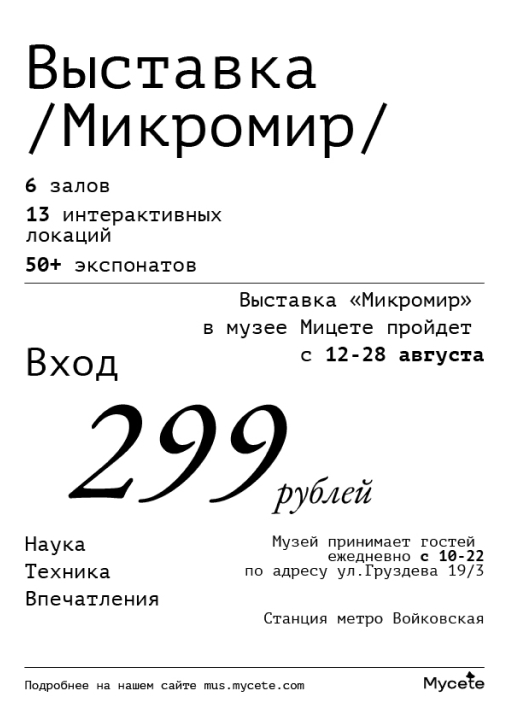 Выставка
/Микромир/
6 залов
13 интерактивных
локаций
50+ экспонатов
Выставка «Микромир»
в музее Мицете пройдет
с 12-28 августа
Вход
299 рублей
Наука
Техника
Впечатления
Музей принимает гостей
ежедневно с 10-22
по адресу ул.Груздева 19/3
Станция метро Войковская
Подробнее на нашем сайте mus.mycete.com
Mycete